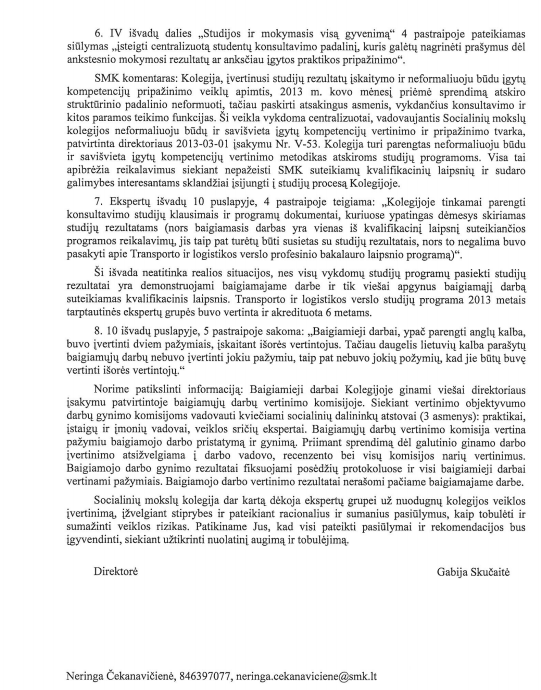 6. IV išvadų dalies „Studijos ir mokymasis visą gyvenimą“ 4 pastraipoje pateikiamas
siūlymas „įsteigti centralizuotą studentų konsultavimo padalinį, kuris galėtų nagrinėti prašymus dėl
ankstesnio mokymosi rezultatų ar anksčiau įgytos praktikos pripažinimo“.
SMK komentaras: Kolegija, įvertinusi studijų rezultatų įskaitymo ir neformaliuoju būdu įgytų
kompetencijų pripažinimo veiklų apimtis, 2013 m. kovo mėnesį priėmė sprendimą atskiro
struktūrinio padalinio neformuoti, tačiau paskirti atsakingus asmenis, vykdančius konsultavimo ir
kitos paramos teikimo funkcijas. Ši veikla vykdoma centralizuotai, vadovaujantis Socialinių mokslų
kolegijos neformaliuoju būdų ir savišvieta įgytų kompetencijų vertinimo ir pripažinimo tvarka,
patvirtinta direktoriaus 2013-03-01 įsakymu Nr. V-53. Kolegija turi parengtas neformaliuoju būdu
ir savišvieta įgytų kompetencijų vertinimo metodikas atskiroms studijų programoms. Visa tai
apibrėžia reikalavimus siekiant nepažeisti SMK suteikiamų kvalifikacinių laipsnių ir sudaro
galimybes interesantams sklandžiai įsijungti į studijų procesą Kolegijoje.
7. Ekspertų išvadų 10 puslapyje, 4 pastraipoje teigiama: „Kolegijoje tinkamai parengti
konsultavimo studijų klausimais ir programų dokumentai, kuriuose ypatingas dėmesys skiriamas
studijų rezultatams (nors baigiamasis darbas yra vienas iš kvalifikacinį laipsnį suteikiančios
programos reikalavimų, jis taip pat turėtų būti susietas su studijų rezultatais, nors to negalima buvo
pasakyti apie Transporto ir logistikos verslo profesinio bakalauro laipsnio programą)“.
Ši išvada neatitinka realios situacijos, nes visų vykdomų studijų programų pasiekti studijų
rezultatai yra demonstruojami baigiamajame darbe ir tik viešai apgynus baigiamąjį darbą
suteikiamas kvalifikacinis laipsnis. Transporto ir logistikos verslo studijų programa 2013 metais
tarptautinės ekspertų grupės buvo vertinta ir akredituota 6 metams.
8. 10 išvadų puslapyje, 5 pastraipoje sakoma: „Baigiamieji darbai, ypač parengti anglų kalba,
buvo įvertinti dviem pažymiais, įskaitant išorės vertintojus. Tačiau daugelis lietuvių kalba parašytų
baigiamųjų darbų nebuvo įvertinti jokiu pažymiu, taip pat nebuvo jokių požymių, kad jie būtų buvę
vertinti išorės vertintojų.“
Norime patikslinti informaciją: Baigiamieji darbai Kolegijoje ginami viešai direktoriaus
įsakymu patvirtintoje baigiamųjų darbų vertinimo komisijoje. Siekiant vertinimo objektyvumo
darbų gynimo komisijoms vadovauti kviečiami socialinių dalininkų atstovai (3 asmenys): praktikai,
įstaigų ir įmonių vadovai, veiklos sričių ekspertai. Baigiamųjų darbų vertinimo komisija vertina
pažymiu baigiamojo darbo pristatymą ir gynimą. Priimant sprendimą dėl galutinio ginamo darbo
įvertinimo atsižvelgiama į darbo vadovo, recenzento bei visų komisijos narių vertinimus.
Baigiamojo darbo gynimo rezultatai fiksuojami posėdžių protokoluose ir visi baigiamieji darbai
vertinami pažymiais. Baigiamojo darbo vertinimo rezultatai nerašomi pačiame baigiamajame darbe.
Socialinių mokslų kolegija dar kartą dėkoja ekspertų grupei už nuodugnų kolegijos veiklos
įvertinimą, įžvelgiant stiprybes ir pateikiant racionalius ir sumanius pasiūlymus, kaip tobulėti ir
sumažinti veiklos rizikas. Patikiname Jus, kad visi pateikti pasiūlymai ir rekomendacijos bus
įgyvendinti, siekiant užtikrinti nuolatinį augimą ir tobulėjimą.
Direktorė Gabija Skučaitė
Neringa Čekanavičienė, 846397077, neringa.cekanaviciene@smk.lt